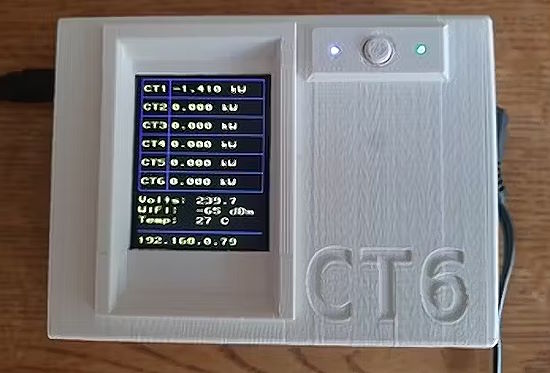 CT1 -1.410 kW
CT2 0.000 kW
CT3 0.000 kW
CT4 0.000 kW
CT5 0.000 kW
CT6 0.000 kW
Volts: 239.7
WiFi: -65 dBm
Temp: 27 C
192.168.0.79
CT6